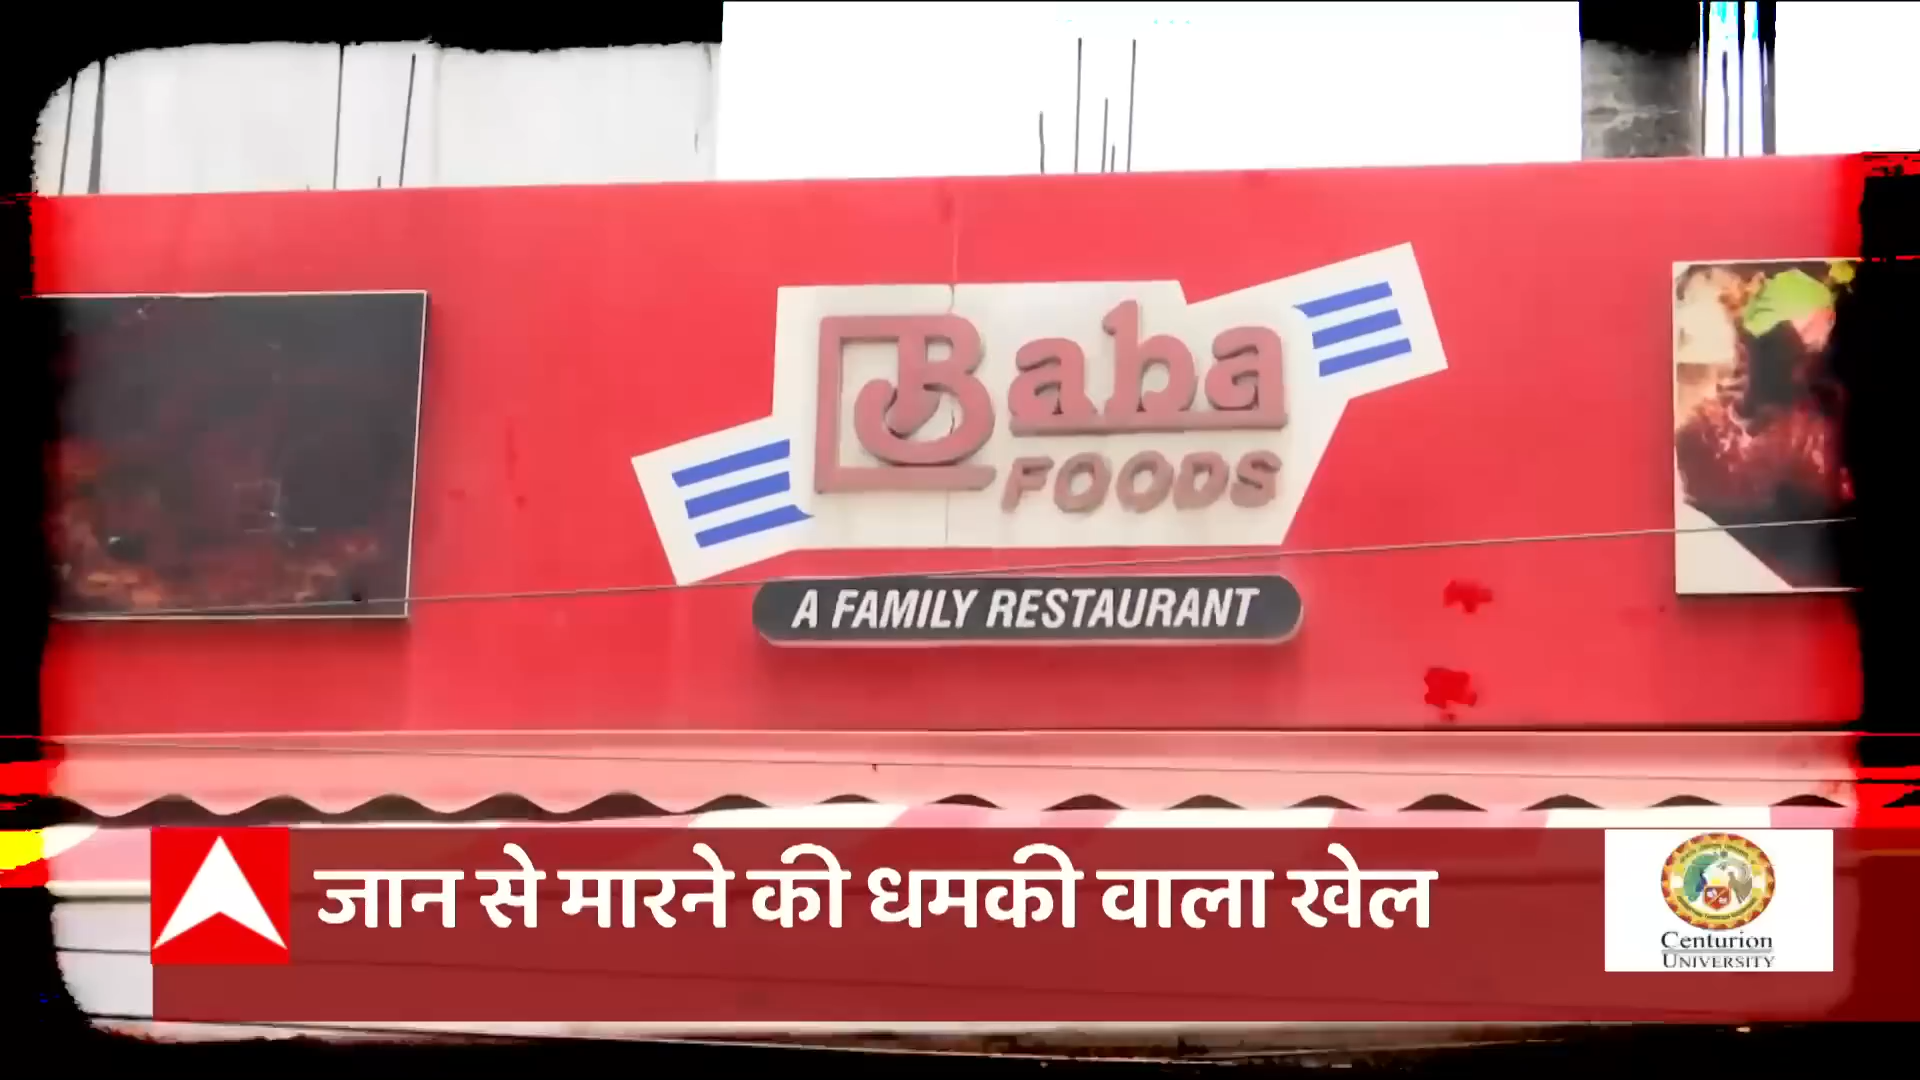 Baba
FOODS
A FAMILY RESTAURANT
जान से मारने की धमकी वाला खेल
Centurion
UNIVERSITY